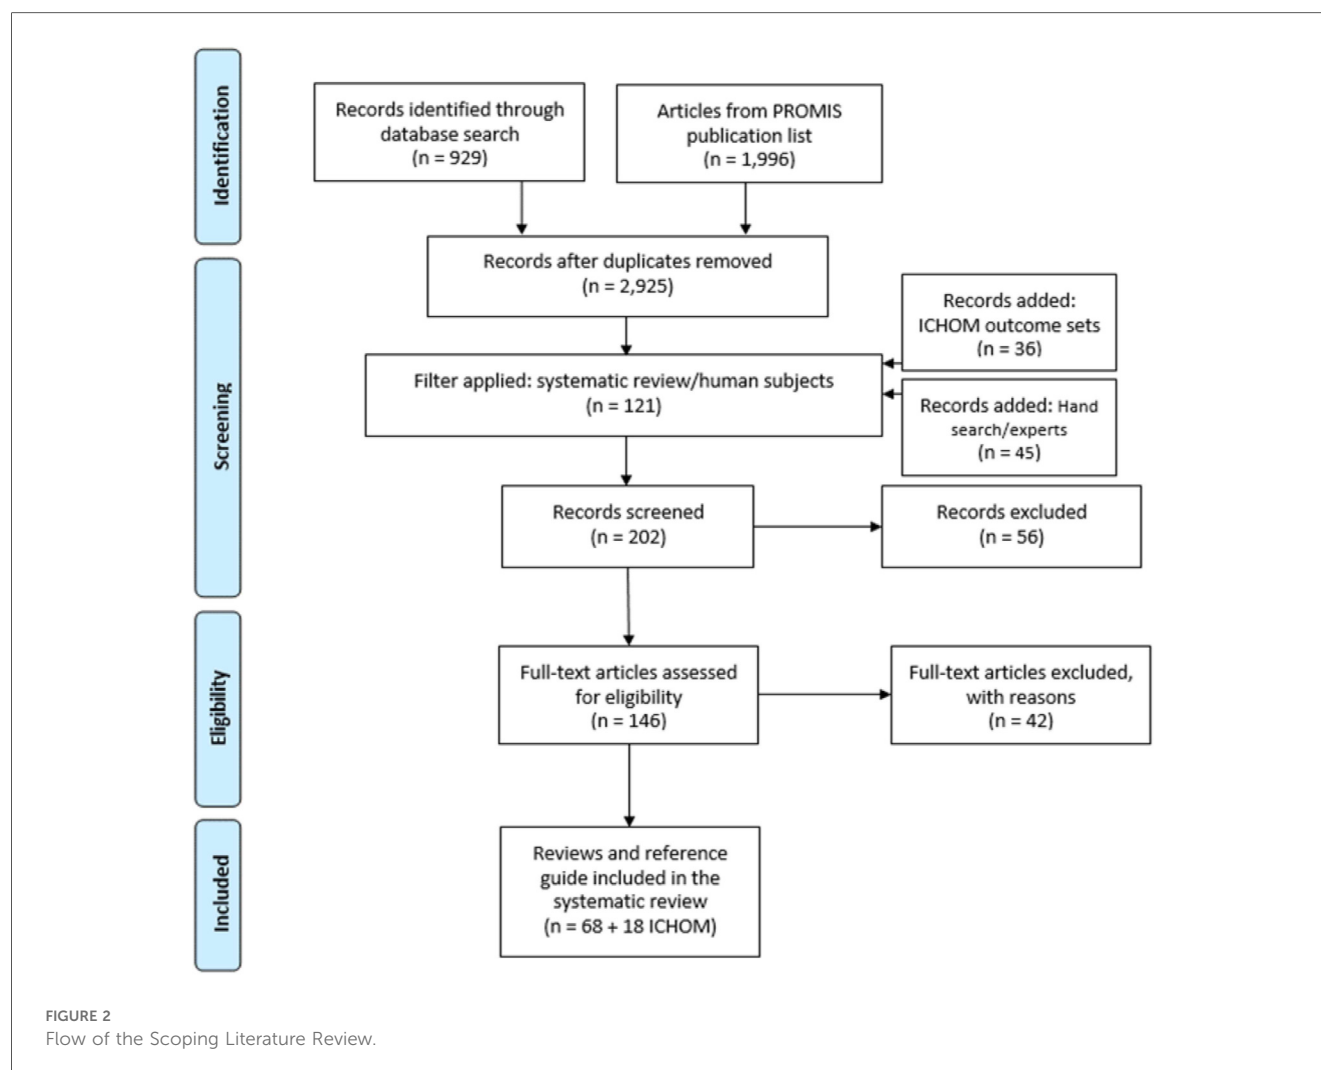 Identification
Records identified through
database search
(n = 929)
Articles from PROMIS
publication list
(n = 1,996)
Records after duplicates removed
(n = 2,925)
Screening
Records added:
ICHOM outcome sets
(n = 36)
Filter applied: systematic review/human subjects
(n = 121)
Records added: Hand
search/experts
(n = 45)
Records screened
(n = 202)
Records excluded
(n = 56)
Eligibility
Full-text articles assessed
for eligibility
(n = 146)
Full-text articles excluded,
with reasons
(n = 42)
Included
Reviews and reference
guide included in the
systematic review
(n = 68 + 18 ICHOM)
FIGURE 2
Flow of the Scoping Literature Review.